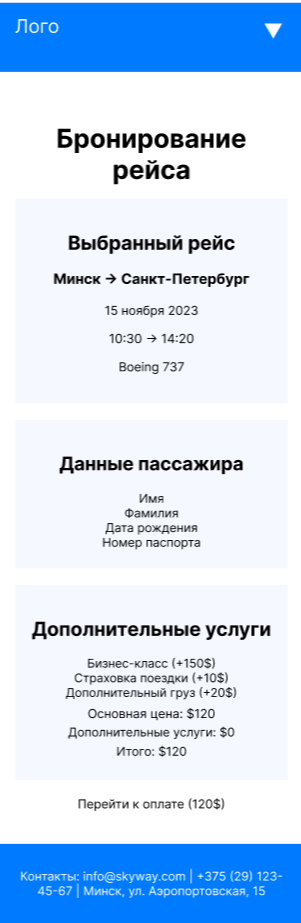 Лого
Бронирование
рейса
Выбранный рейс
Минск → Санкт-Петербург
15 ноября 2023
10:30 → 14:20
Boeing 737
Данные пассажира
Имя
Фамилия
Дата рождения
Номер паспорта
Дополнительные услуги
Бизнес-класс (+150$)
Страховка поездки (+10$)
Дополнительный груз (+20$)
Основная цена: $120
Дополнительные услуги: $0
Итого: $120
Перейти к оплате (120$)
Контакты: info@skyway.com | +375 (29) 123-
45-67 | Минск, ул. Аэропортовская, 15